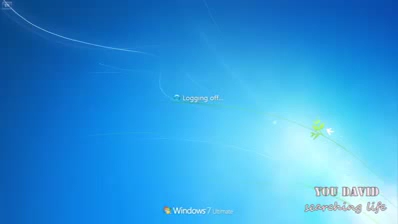 Logging off...
YOU DAVID
searching life
Windows 7 Ultimate